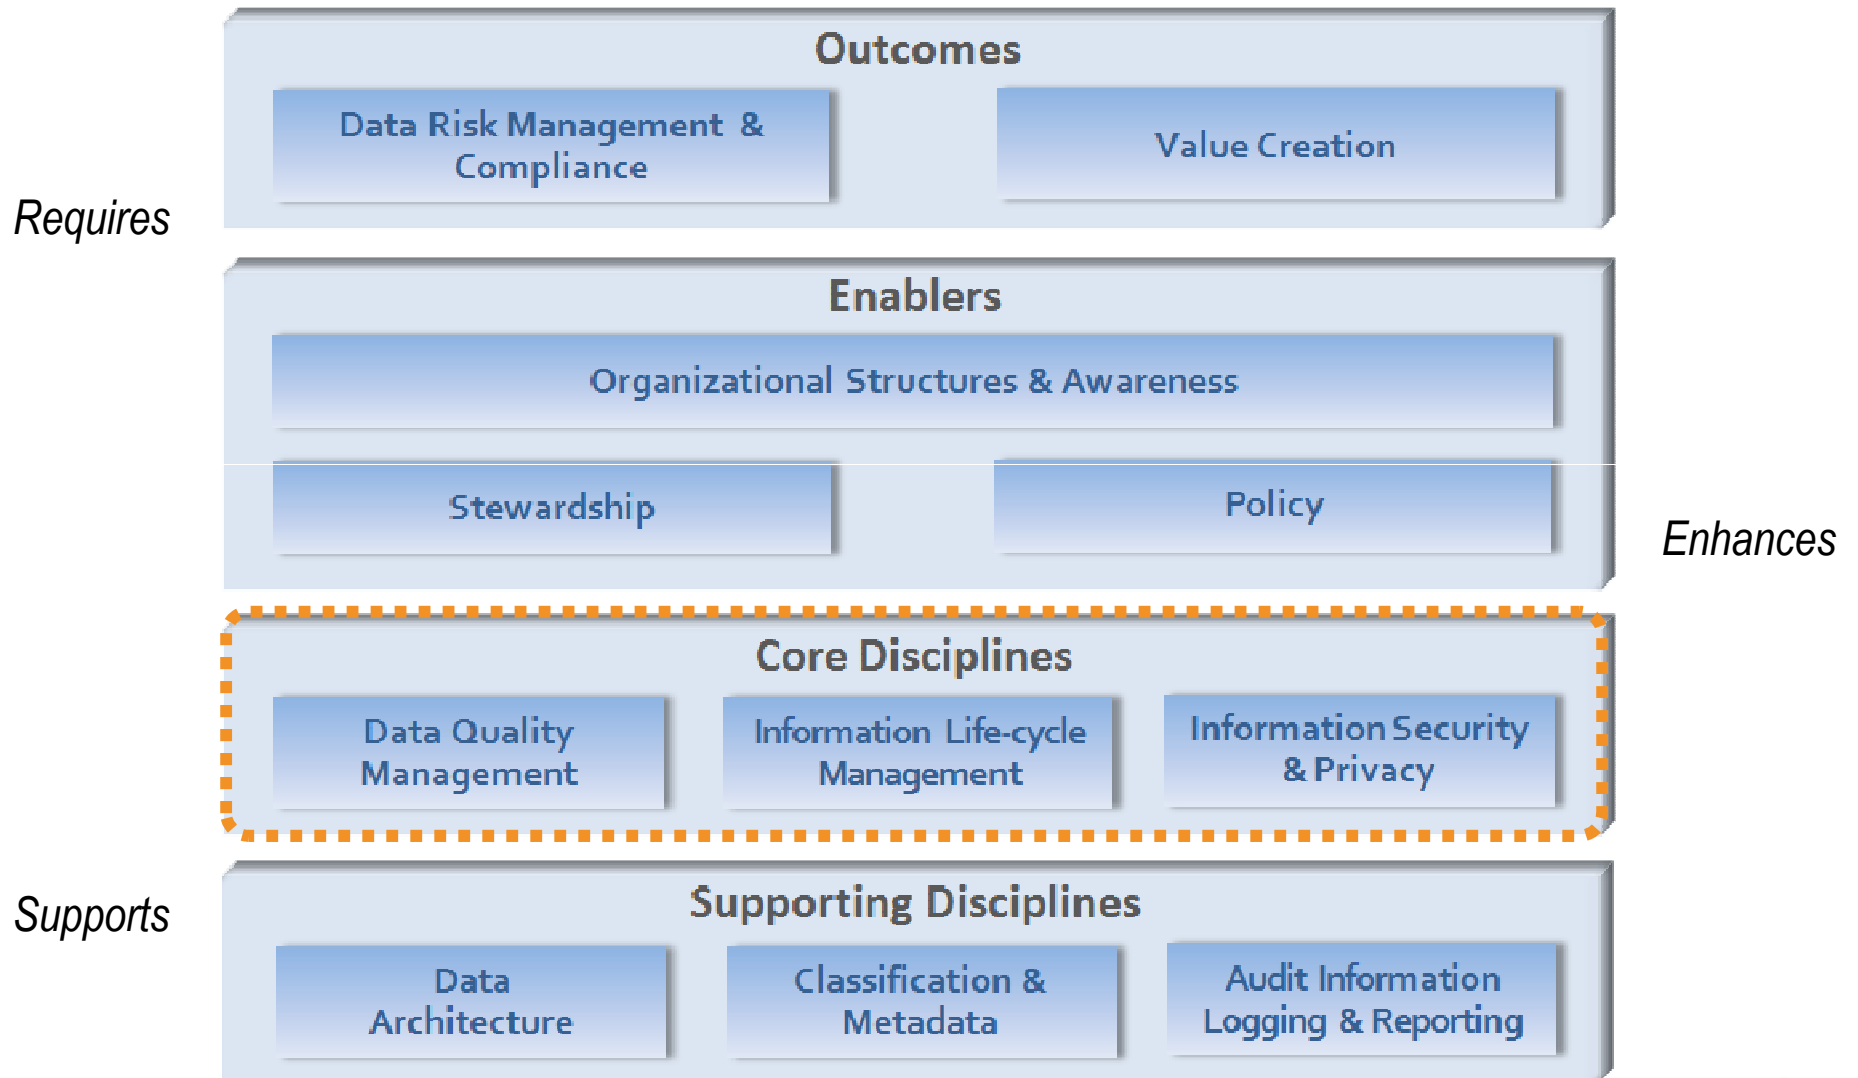 Outcomes
Data Risk Management &
Compliance
Value Creation
Requires
Enablers
Organizational Structures & Awareness
Stewardship
Policy
Enhances
Core Disciplines
Data Quality
Management
Information Life-cycle
Management
Information Security
& Privacy
Supporting Disciplines
Supports
Data
Architecture
Classification &
Metadata
Audit Information
Logging & Reporting